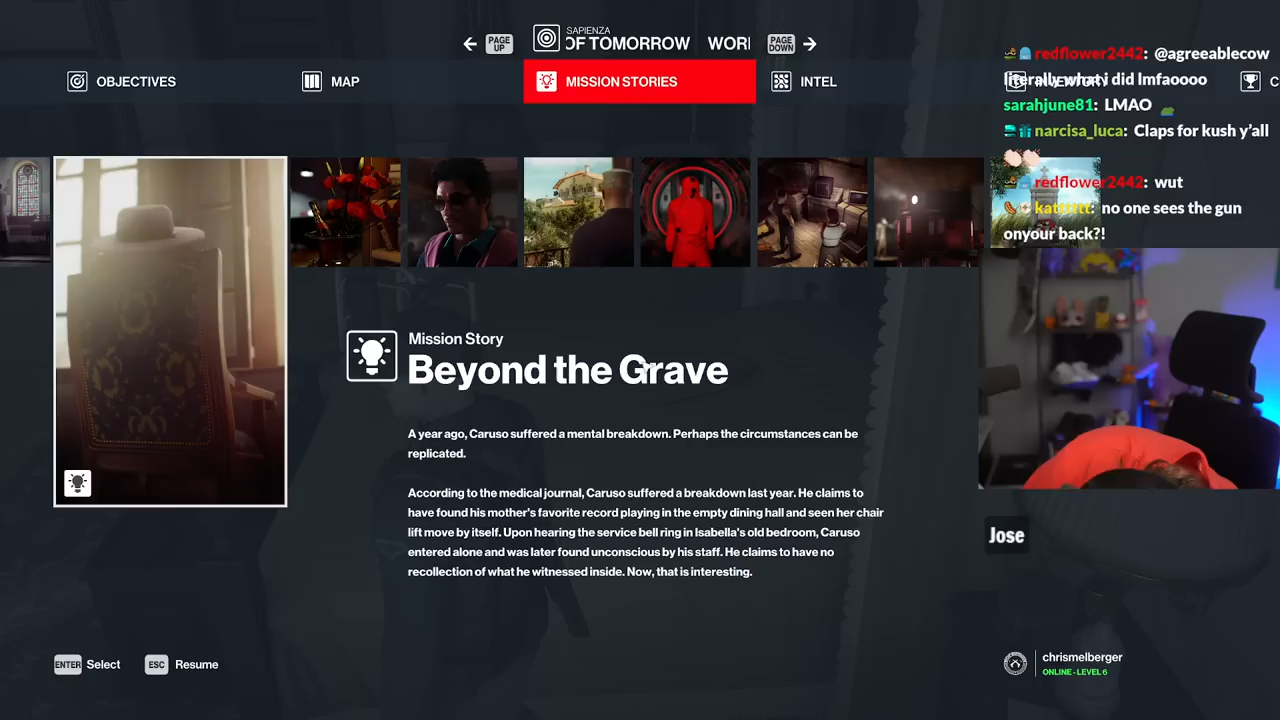 SAPIENZA
PAGE UP
OF TOMORROW
WORL
PAGE DOWN
OBJECTIVES
MAP
MISSION STORIES
INTEL
redflower2442: @agreeablecow
literally what i did lmfaoooo
sarahjune81: LMAO
narcisa_luca: Claps for kush y'all
redflower2442: wut
katttttt: no one sees the gun
onyour back?!
Mission Story
Beyond the Grave
A year ago, Caruso suffered a mental breakdown. Perhaps the circumstances can be
replicated.
According to the medical journal, Caruso suffered a breakdown last year. He claims to
have found his mother's favorite record playing in the empty dining hall and seen her chair
lift move by itself. Upon hearing the service bell ring in Isabella's old bedroom, Caruso
entered alone and was later found unconscious by his staff. He claims to have no
recollection of what he witnessed inside. Now, that is interesting.
Jose
ENTER Select
ESC Resume
chrismelberger
ONLINE - LEVEL 6